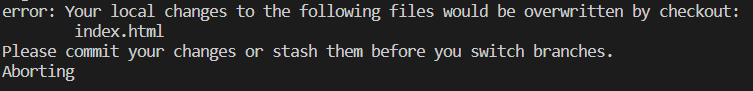 error: Your local changes to the following files would be overwritten by checkout:
        index.html
Please commit your changes or stash them before you switch branches.
Aborting